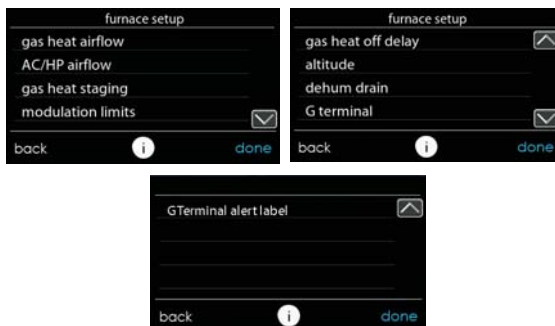 furnace setup
gas heat airflow
AC/HP airflow
gas heat staging
modulation limits
back i done
furnace setup
gas heat off delay
altitude
dehum drain
G terminal
back i done
GTerminal alert label
back i done